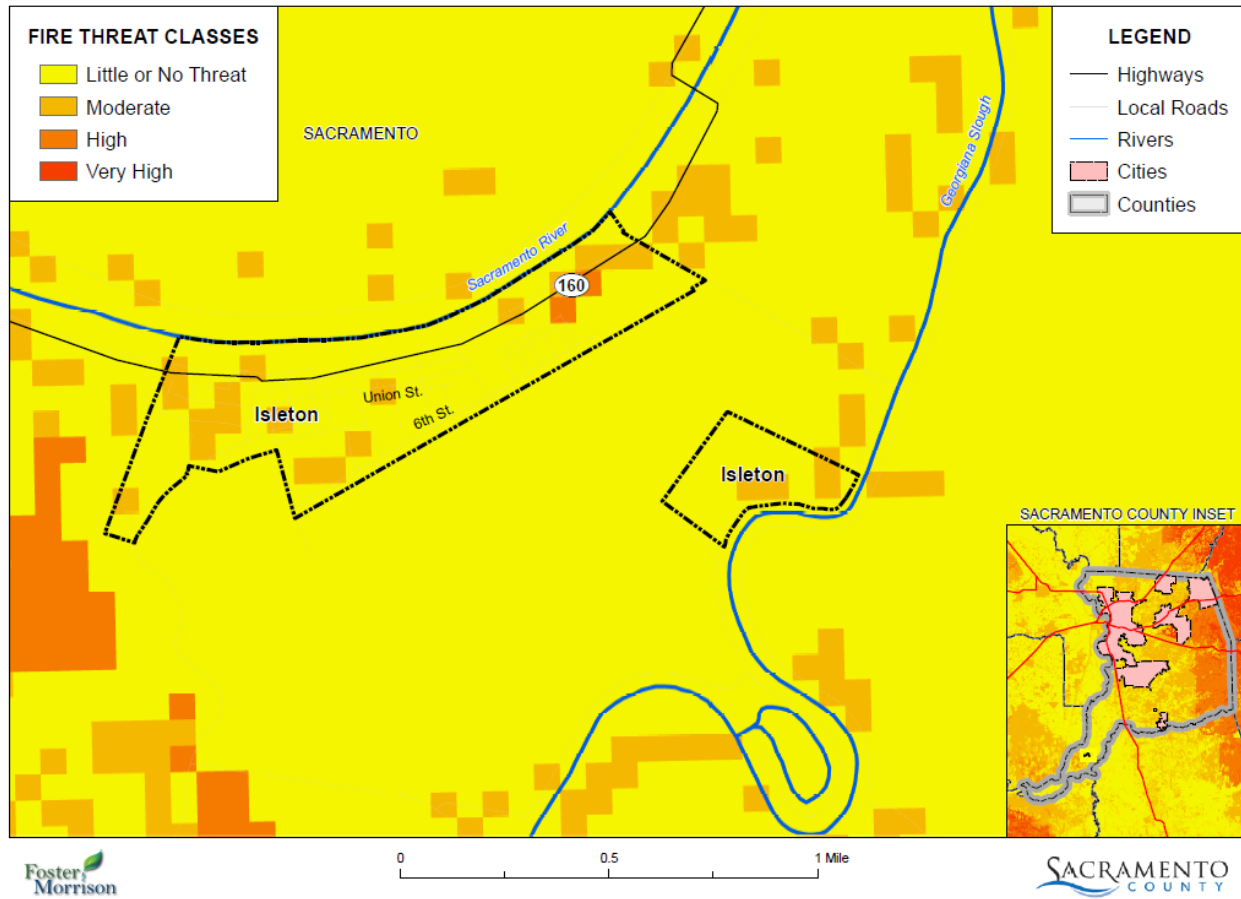 FIRE THREAT CLASSES
Little or No Threat
Moderate
High
Very High
LEGEND
Highways
Local Roads
Rivers
Cities
Counties
SACRAMENTO
Georgiana Slough
Sacramento River
160
Union St.
6th St.
Isleton
Isleton
SACRAMENTO COUNTY INSET
0
0.5
1 Mile
Foster
Morrison
SACRAMENTO
COUNTY